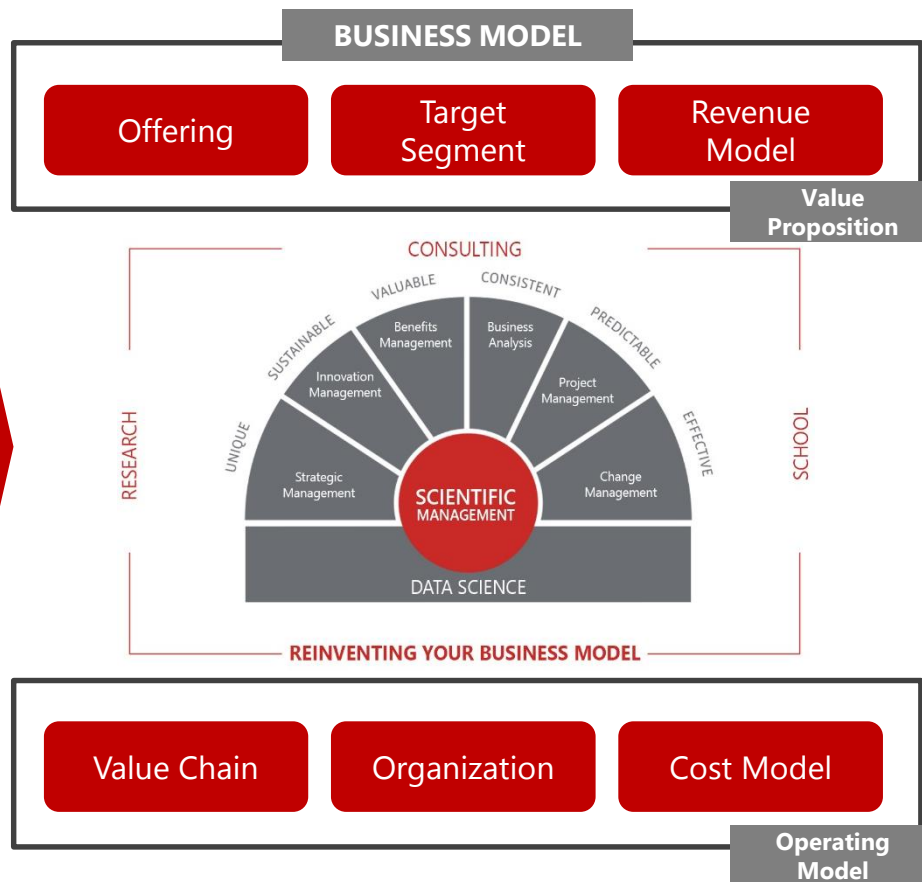 BUSINESS MODEL
Offering
Target
Segment
Revenue
Model
Value
Proposition
CONSULTING
VALUABLE
CONSISTENT
SUSTAINABLE
PREDICTABLE
UNIQUE
EFFECTIVE
RESEARCH
SCHOOL
Benefits
Management
Business
Analysis
Innovation
Management
Project
Management
Strategic
Management
Change
Management
SCIENTIFIC
MANAGEMENT
DATA SCIENCE
REINVENTING YOUR BUSINESS MODEL
Value Chain
Organization
Cost Model
Operating
Model